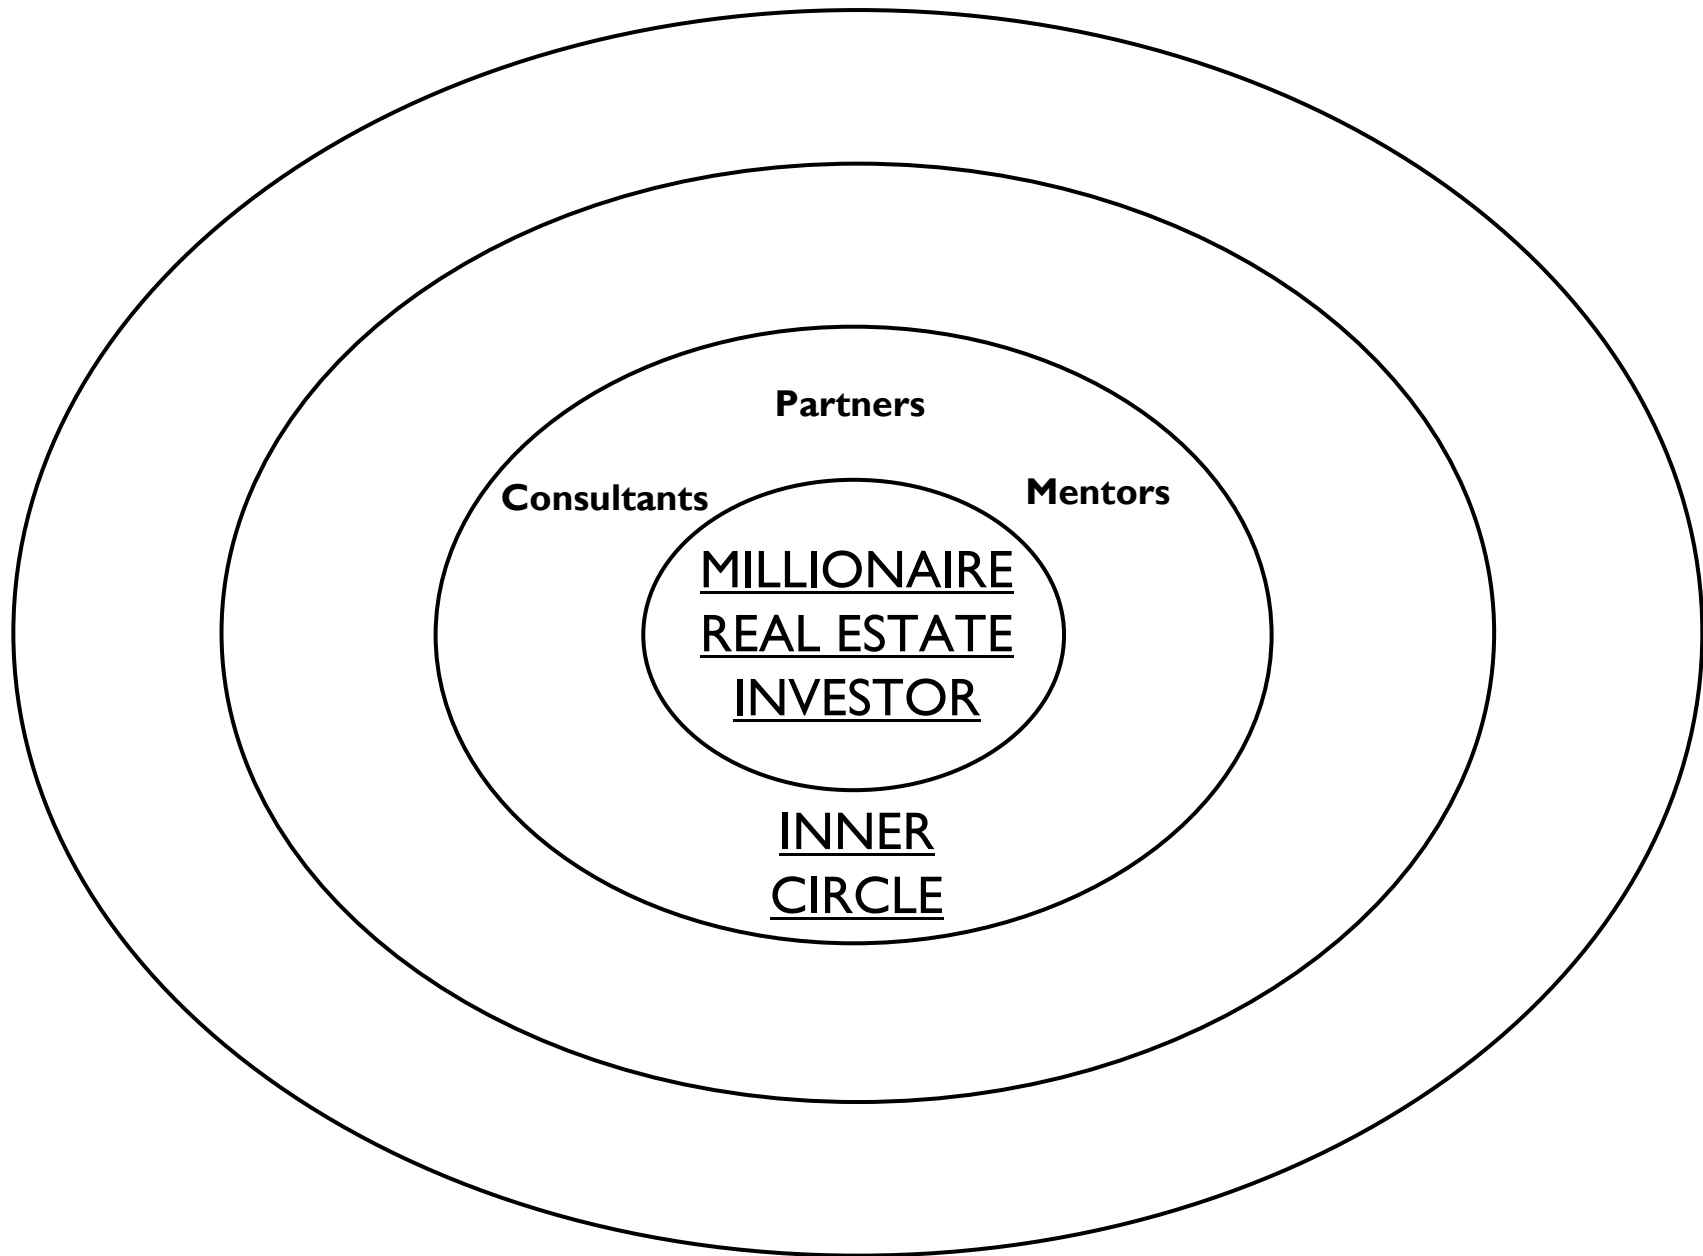 Partners
Consultants
Mentors
MILLIONAIRE
REAL ESTATE
INVESTOR
INNER
CIRCLE